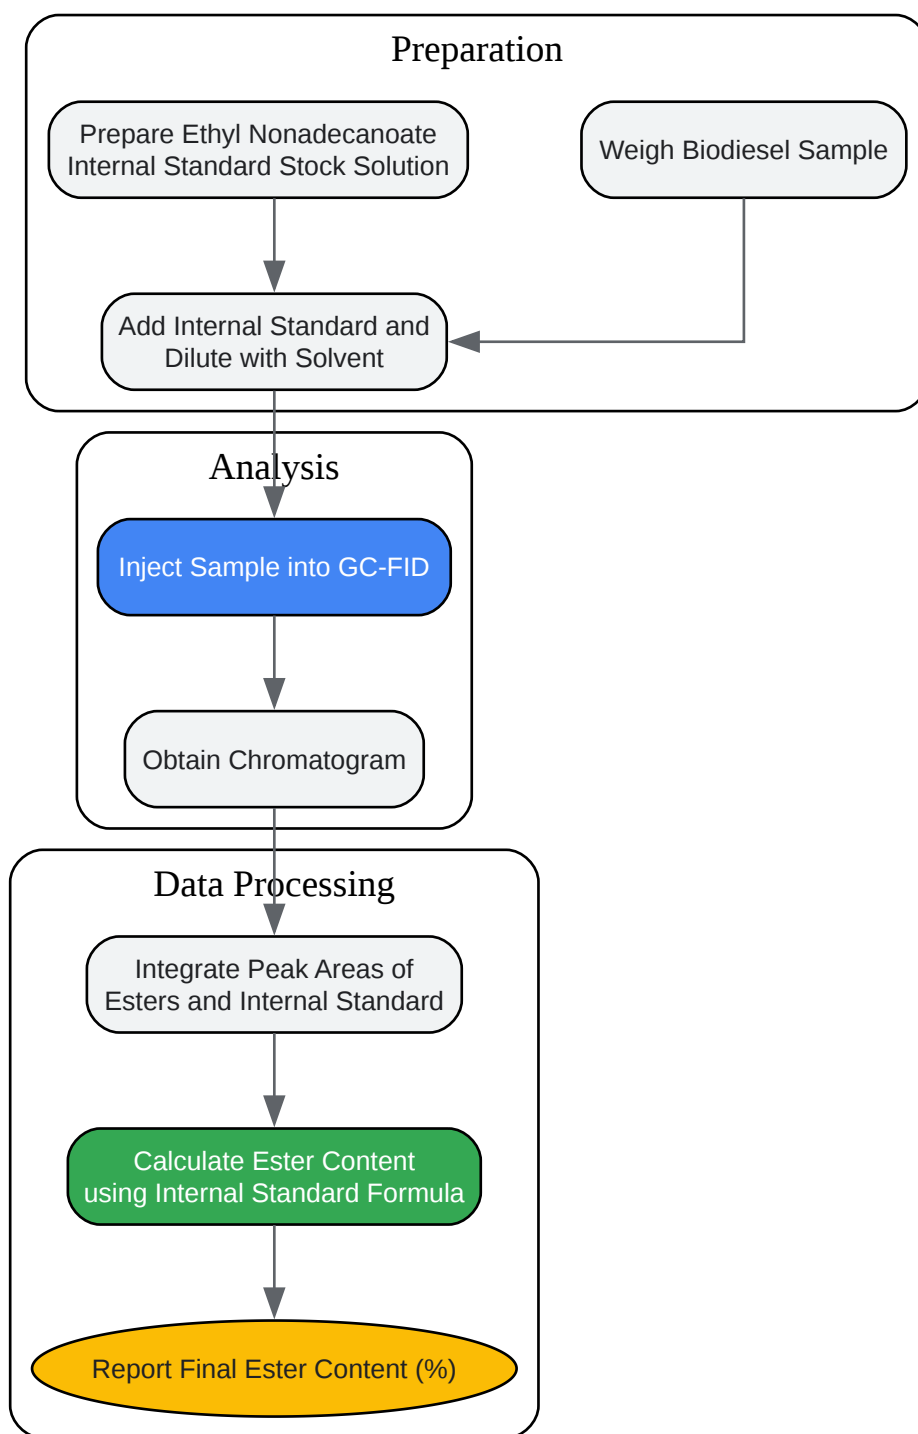 Preparation
Prepare Ethyl Nonadecanoate
Internal Standard Stock Solution
Weigh Biodiesel Sample
Add Internal Standard and
Dilute with Solvent
Analysis
Inject Sample into GC-FID
Obtain Chromatogram
Data Processing
Integrate Peak Areas of
Esters and Internal Standard
Calculate Ester Content
using Internal Standard Formula
Report Final Ester Content (%)